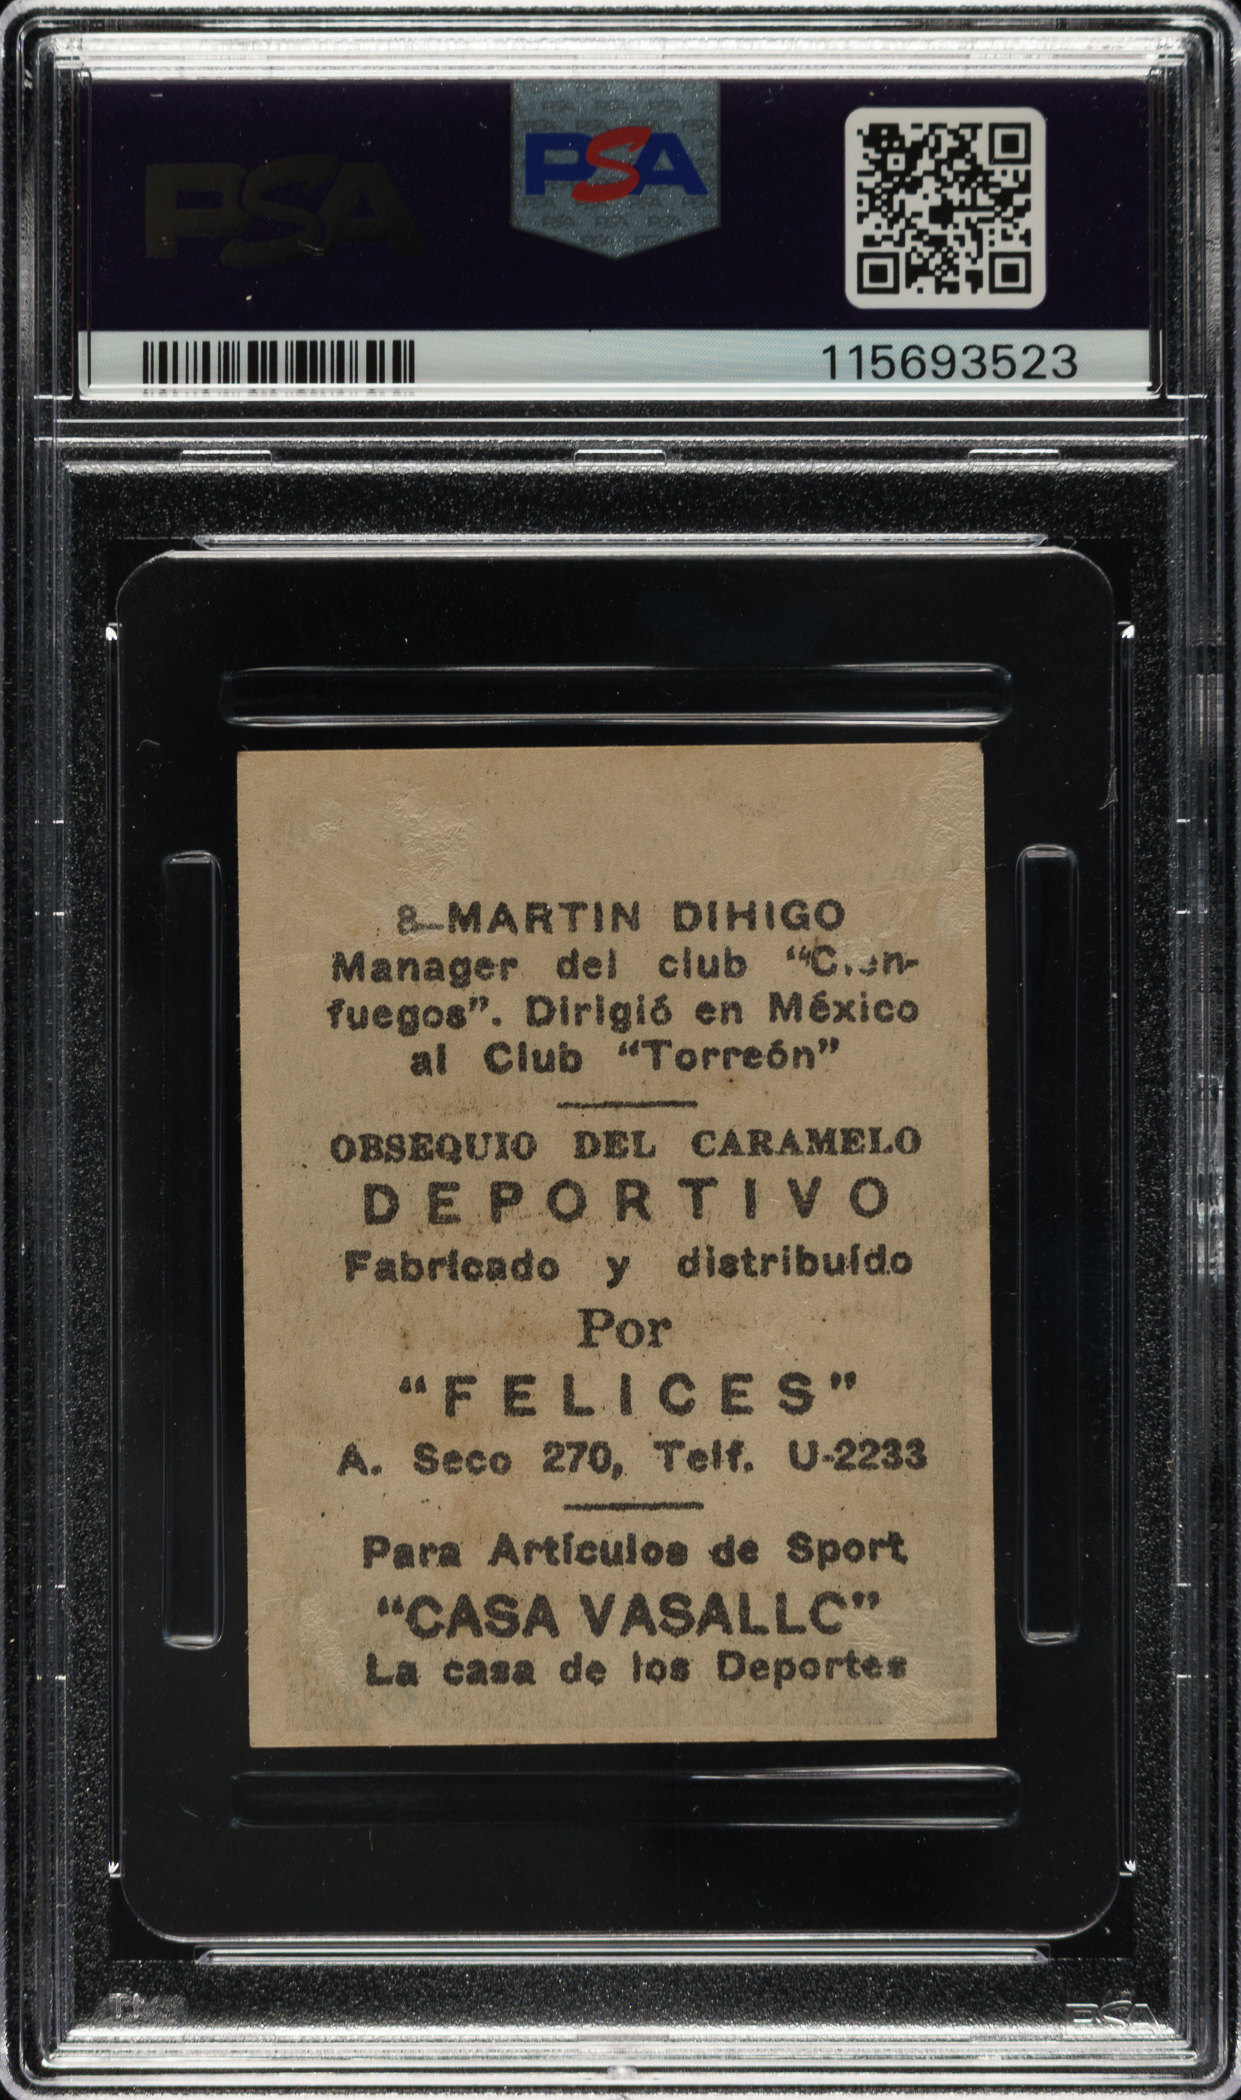 PSA
PSA
115693523
8-MARTIN DIHIGO
Manager del club "Cien-
fuegos". Dirigió en México
al Club "Torreón"
OBSEQUIO DEL CARAMELO
DEPORTIVO
Fabricado y distribuído
Por
"FELICES"
A. Seco 270, Telf. U-2233
Para Artículos de Sport
"CASA VASALLO"
La casa de los Deportes
PSA